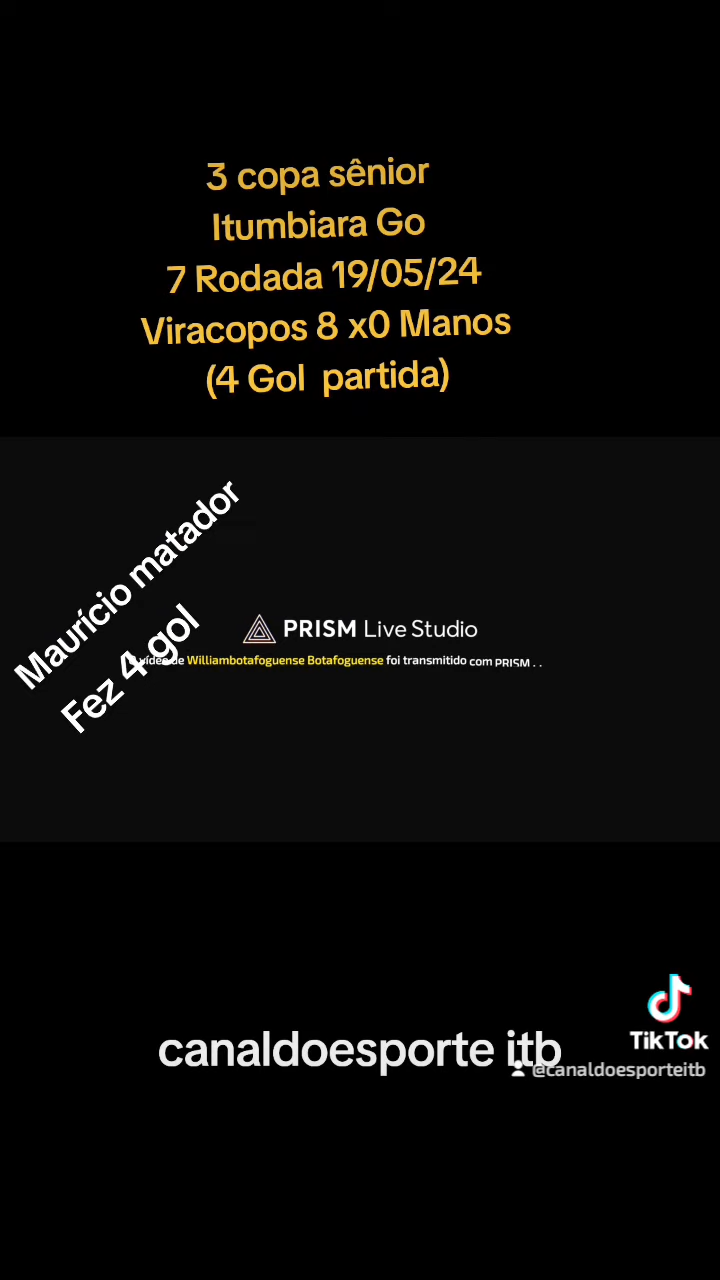 3 copa sênior
Itumbiara Go
7 Rodada 19/05/24
Viracopos 8 x0 Manos
(4 Gol partida)
Maurício matador
Fez 4 gol
PRISM Live Studio
vídeo de Williambotafoguense Botafoguense foi transmitido com PRISM . .
canaldoesporte itb
TikTok
@canaldoesporteitb